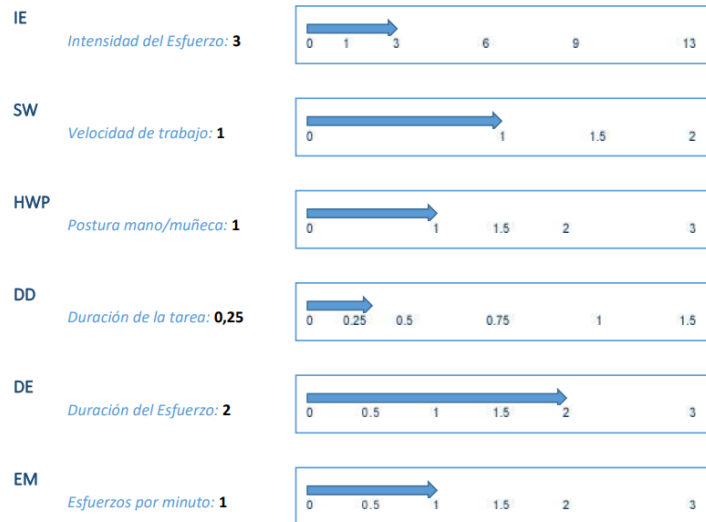 IE
Intensidad del Esfuerzo: 3
0 1 3 6 9 13
SW
Velocidad de trabajo: 1
0 1 1.5 2
HWP
Postura mano/muñeca: 1
0 1 1.5 2 3
DD
Duración de la tarea: 0,25
0 0.25 0.5 0.75 1 1.5
DE
Duración del Esfuerzo: 2
0 0.5 1 1.5 2 3
EM
Esfuerzos por minuto: 1
0 0.5 1 1.5 2 3